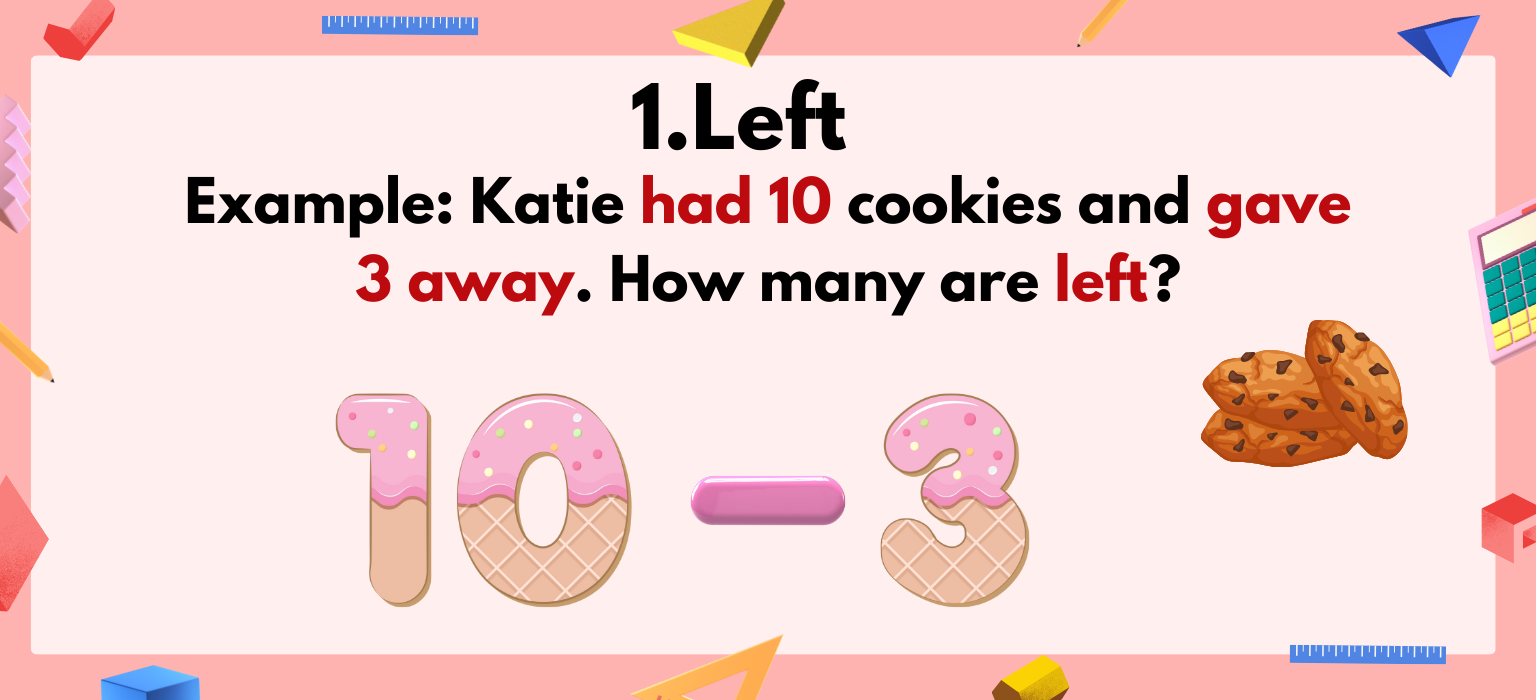 1.Left
Example: Katie had 10 cookies and gave
3 away. How many are left?
10 - 3